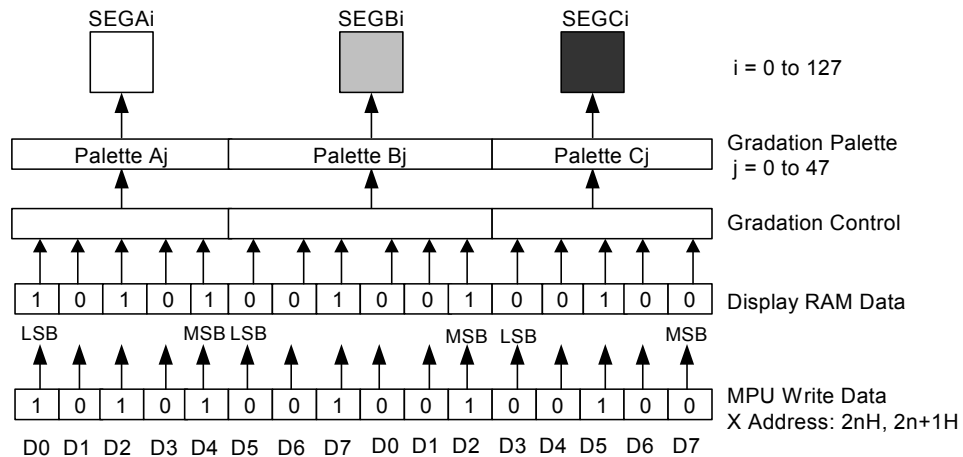 SEGAi SEGBi SEGCi
i = 0 to 127
Palette Aj Palette Bj Palette Cj
Gradation Palette
j = 0 to 47
Gradation Control
1 0 1 0 1 0 0 1 0 0 1 0 0 1 0 0
Display RAM Data
LSB MSB LSB MSB LSB MSB
1 0 1 0 1 0 0 1 0 0 1 0 0 1 0 0
MPU Write Data
X Address: 2nH, 2n+1H
D0 D1 D2 D3 D4 D5 D6 D7 D0 D1 D2 D3 D4 D5 D6 D7